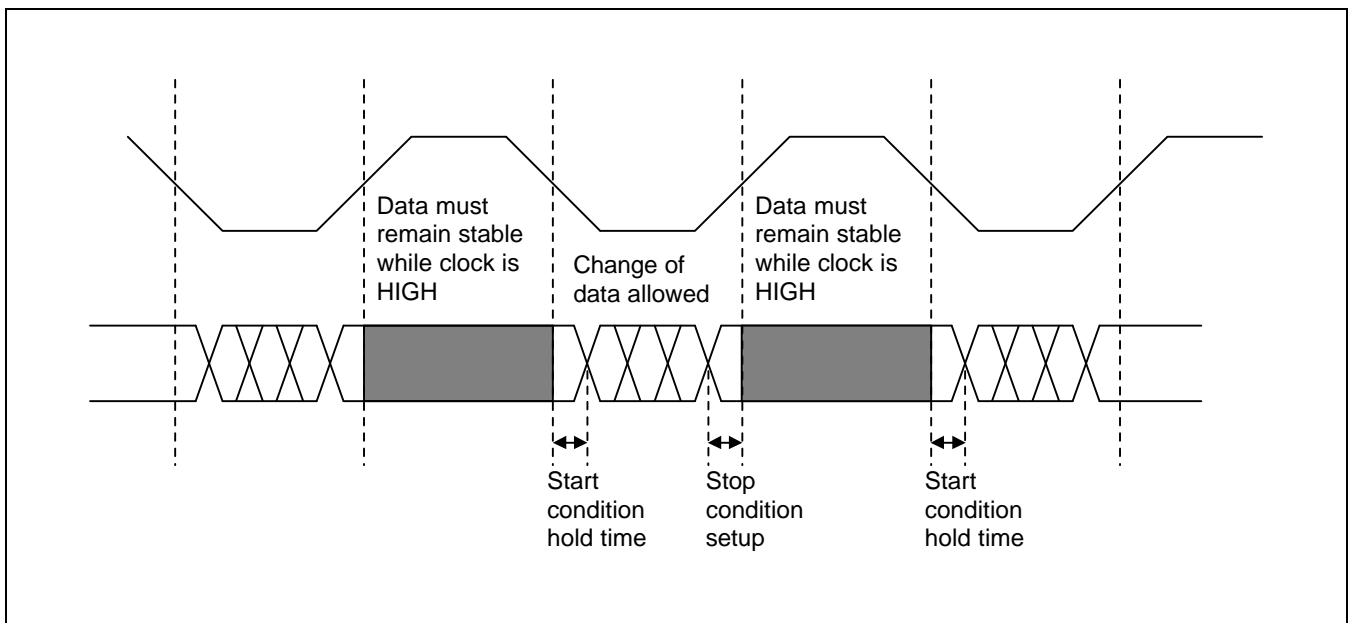 Data must
remain stable
while clock is
HIGH
Change of
data allowed
Data must
remain stable
while clock is
HIGH
Start
condition
hold time
Stop
condition
setup
Start
condition
hold time